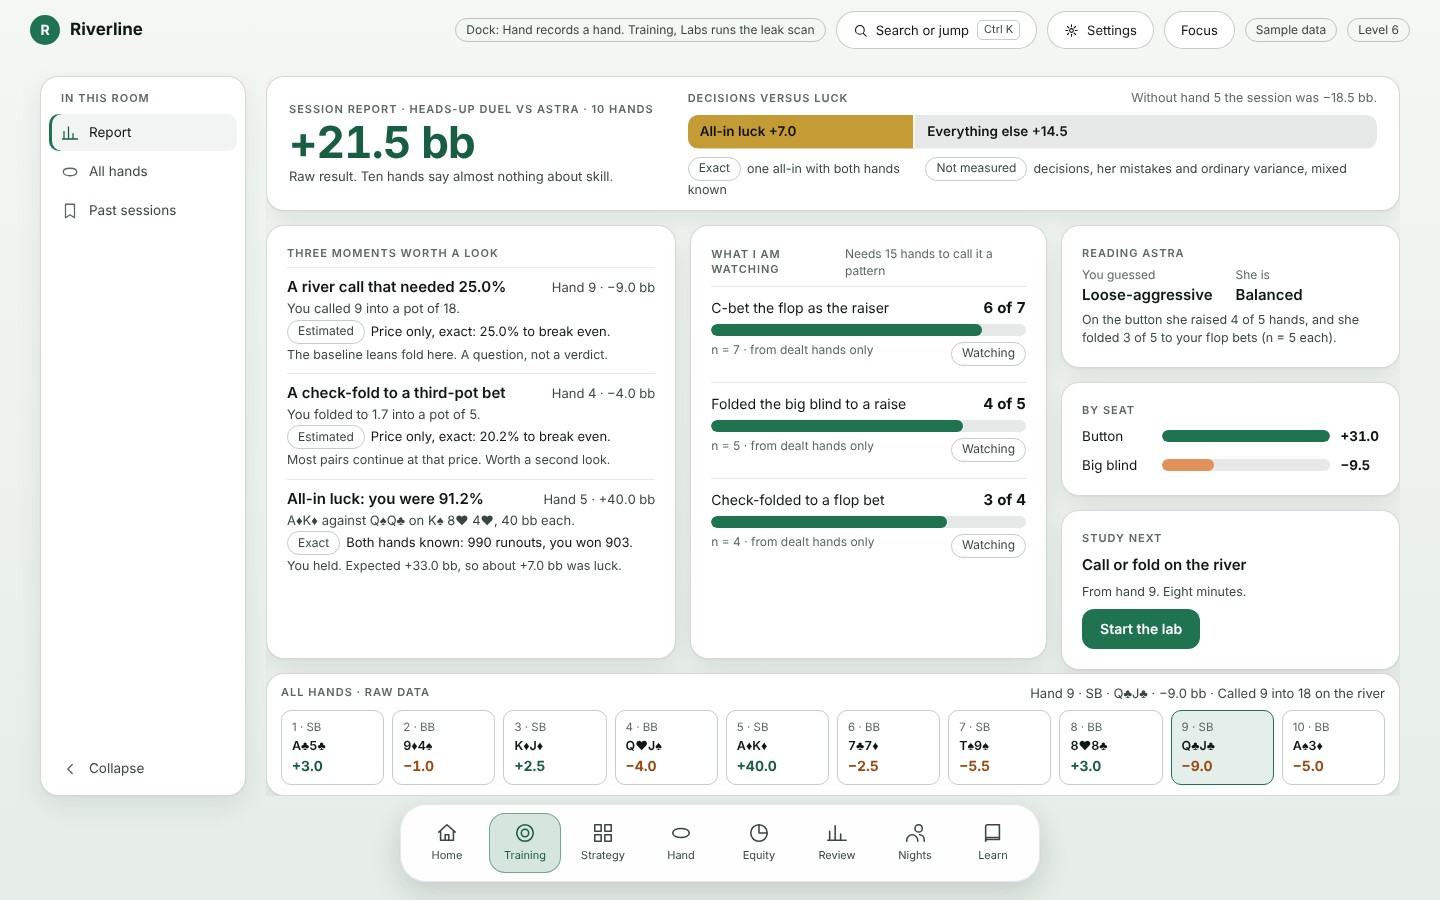 R Riverline
Dock: Hand records a hand. Training, Labs runs the leak scan
Search or jump Ctrl K
Settings
Focus
Sample data
Level 6
IN THIS ROOM
Report
All hands
Past sessions
Collapse
SESSION REPORT · HEADS-UP DUEL VS ASTRA · 10 HANDS
+21.5 bb
Raw result. Ten hands say almost nothing about skill.
DECISIONS VERSUS LUCK
Without hand 5 the session was −18.5 bb.
All-in luck +7.0
Everything else +14.5
Exact one all-in with both hands
known
Not measured decisions, her mistakes and ordinary variance, mixed
THREE MOMENTS WORTH A LOOK
A river call that needed 25.0% Hand 9 · −9.0 bb
You called 9 into a pot of 18.
Estimated Price only, exact: 25.0% to break even.
The baseline leans fold here. A question, not a verdict.
A check-fold to a third-pot bet Hand 4 · −4.0 bb
You folded to 1.7 into a pot of 5.
Estimated Price only, exact: 20.2% to break even.
Most pairs continue at that price. Worth a second look.
All-in luck: you were 91.2% Hand 5 · +40.0 bb
A♦K♦ against Q♠Q♣ on K♠ 8♥ 4♥, 40 bb each.
Exact Both hands known: 990 runouts, you won 903.
You held. Expected +33.0 bb, so about +7.0 bb was luck.
WHAT I AM
WATCHING
Needs 15 hands to call it a
pattern
C-bet the flop as the raiser 6 of 7
n = 7 · from dealt hands only Watching
Folded the big blind to a raise 4 of 5
n = 5 · from dealt hands only Watching
Check-folded to a flop bet 3 of 4
n = 4 · from dealt hands only Watching
READING ASTRA
You guessed She is
Loose-aggressive Balanced
On the button she raised 4 of 5 hands, and she
folded 3 of 5 to your flop bets (n = 5 each).
BY SEAT
Button +31.0
Big blind −9.5
STUDY NEXT
Call or fold on the river
From hand 9. Eight minutes.
Start the lab
ALL HANDS · RAW DATA
Hand 9 · SB · Q♣J♣ · −9.0 bb · Called 9 into 18 on the river
1 · SB
A♣5♣
+3.0
2 · BB
9♦4♠
−1.0
3 · SB
K♦J♦
+2.5
4 · BB
Q♥J♠
−4.0
5 · SB
A♦K♦
+40.0
6 · BB
7♣7♦
−2.5
7 · SB
T♠9♠
−5.5
8 · BB
8♥8♣
+3.0
9 · SB
Q♣J♣
−9.0
10 · BB
A♠3♦
−5.0
Home
Training
Strategy
Hand
Equity
Review
Nights
Learn